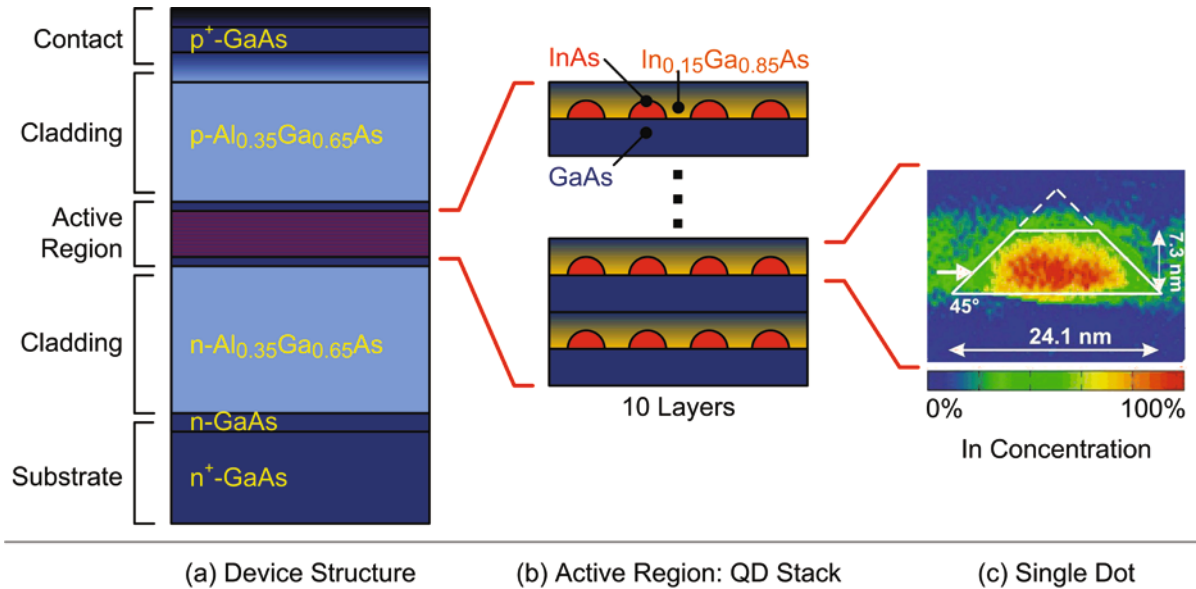 Contact
Cladding
Active
Region
Cladding
Substrate
p⁺-GaAs
p-Al₀.₃₅Ga₀.₆₅As
n-Al₀.₃₅Ga₀.₆₅As
n-GaAs
n⁺-GaAs
(a) Device Structure
InAs
In₀.₁₅Ga₀.₈₅As
GaAs
10 Layers
(b) Active Region: QD Stack
7.3 nm
45°
24.1 nm
0%
100%
In Concentration
(c) Single Dot